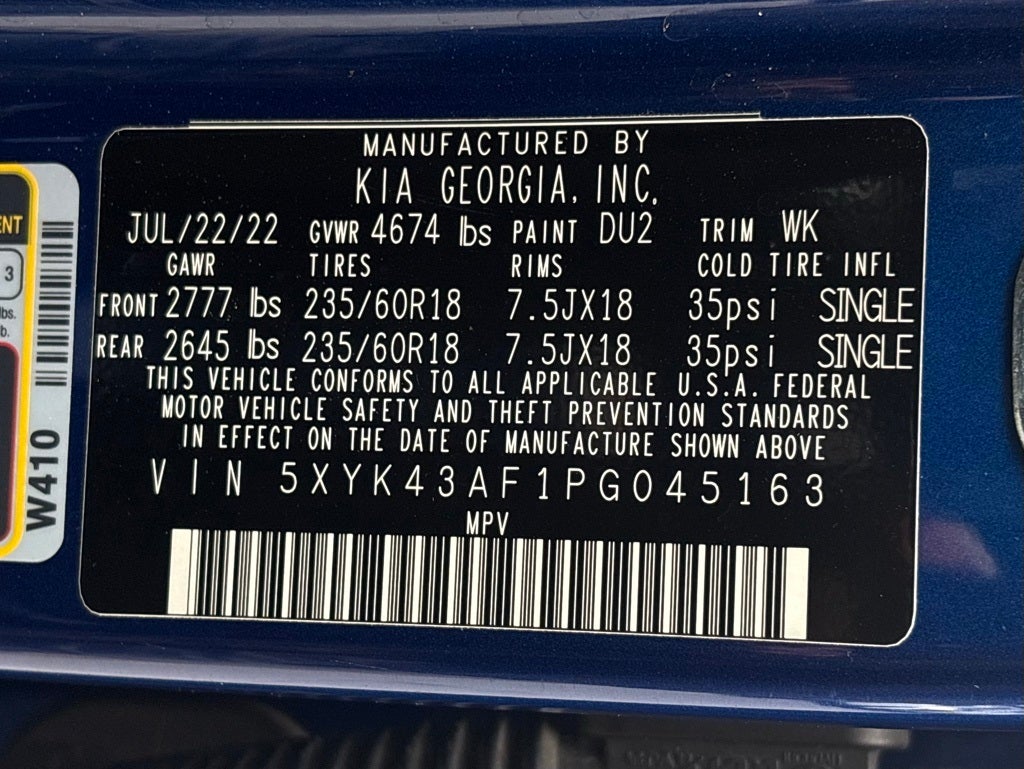 MANUFACTURED BY
KIA GEORGIA, INC.
JUL/22/22 GVWR 4674 lbs PAINT DU2 TRIM WK
GAWR TIRES RIMS COLD TIRE INFL
FRONT 2777 lbs 235/60R18 7.5JX18 35psi SINGLE
REAR 2645 lbs 235/60R18 7.5JX18 35psi SINGLE
THIS VEHICLE CONFORMS TO ALL APPLICABLE U.S.A. FEDERAL
MOTOR VEHICLE SAFETY AND THEFT PREVENTION STANDARDS
IN EFFECT ON THE DATE OF MANUFACTURE SHOWN ABOVE
VIN 5XYK43AF1PG045163
MPV
3
lbs.
W410